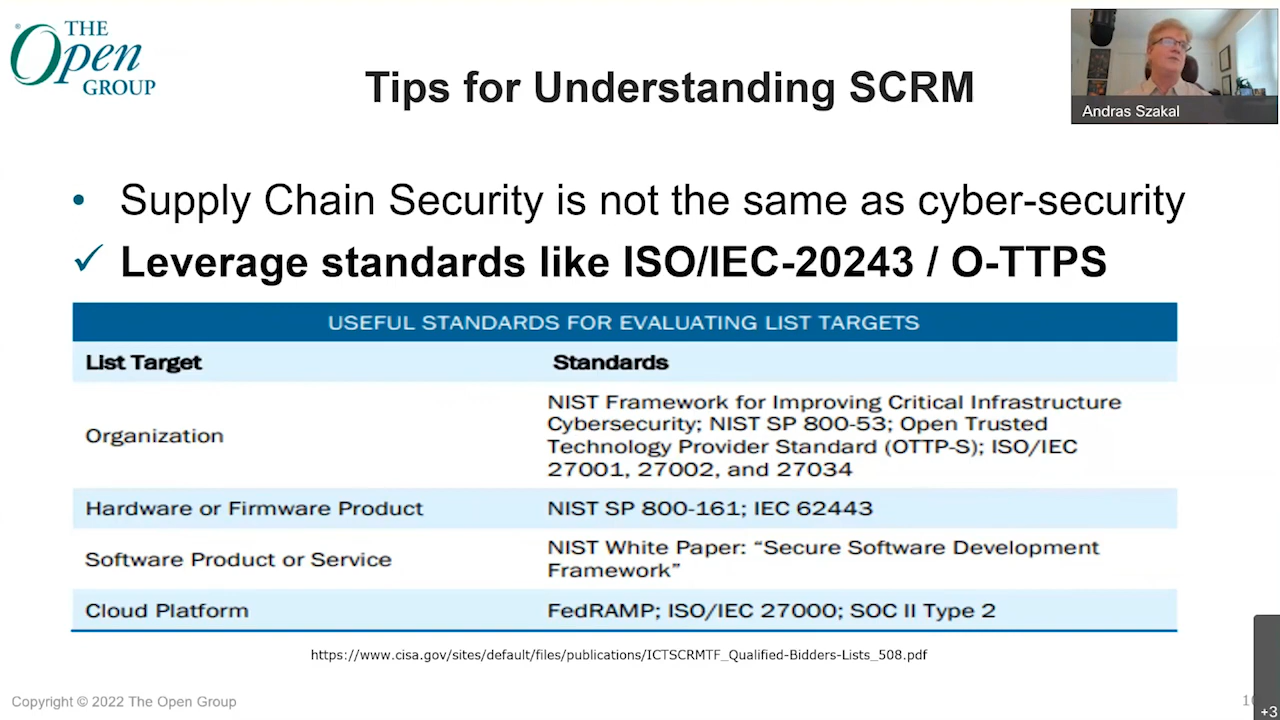 THE
Open
GROUP
®
Tips for Understanding SCRM
Andras Szakal
• Supply Chain Security is not the same as cyber-security
✓ Leverage standards like ISO/IEC-20243 / O-TTPS
USEFUL STANDARDS FOR EVALUATING LIST TARGETS
List Target Standards
Organization
NIST Framework for Improving Critical Infrastructure
Cybersecurity; NIST SP 800-53; Open Trusted
Technology Provider Standard (OTTP-S); ISO/IEC
27001, 27002, and 27034
Hardware or Firmware Product NIST SP 800-161; IEC 62443
Software Product or Service
NIST White Paper: “Secure Software Development
Framework”
Cloud Platform FedRAMP; ISO/IEC 27000; SOC II Type 2
https://www.cisa.gov/sites/default/files/publications/ICTSCRMTF_Qualified-Bidders-Lists_508.pdf
Copyright © 2022 The Open Group
+3